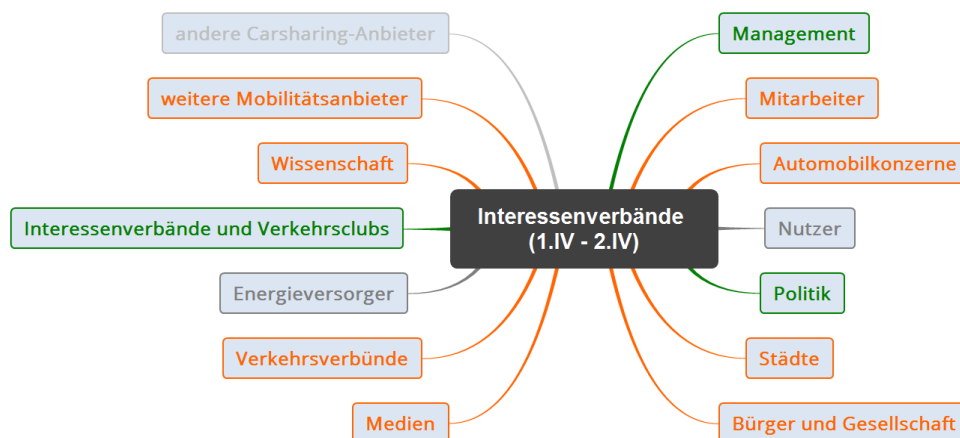 andere Carsharing-Anbieter
weitere Mobilitätsanbieter
Wissenschaft
Interessenverbände und Verkehrsclubs
Energieversorger
Verkehrsverbünde
Medien
Interessenverbände
(1.IV - 2.IV)
Management
Mitarbeiter
Automobilkonzerne
Nutzer
Politik
Städte
Bürger und Gesellschaft